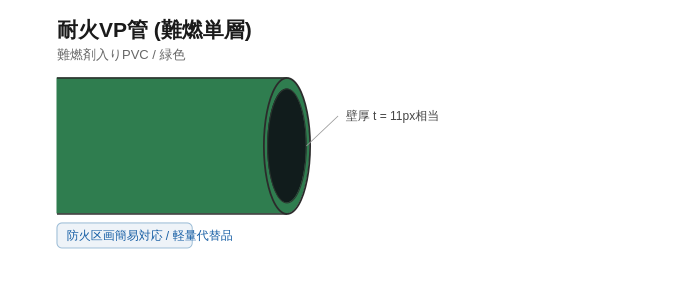 耐火VP管 (難燃単層)
難燃剤入りPVC / 緑色
壁厚 t = 11px相当
防火区画簡易対応 / 軽量代替品